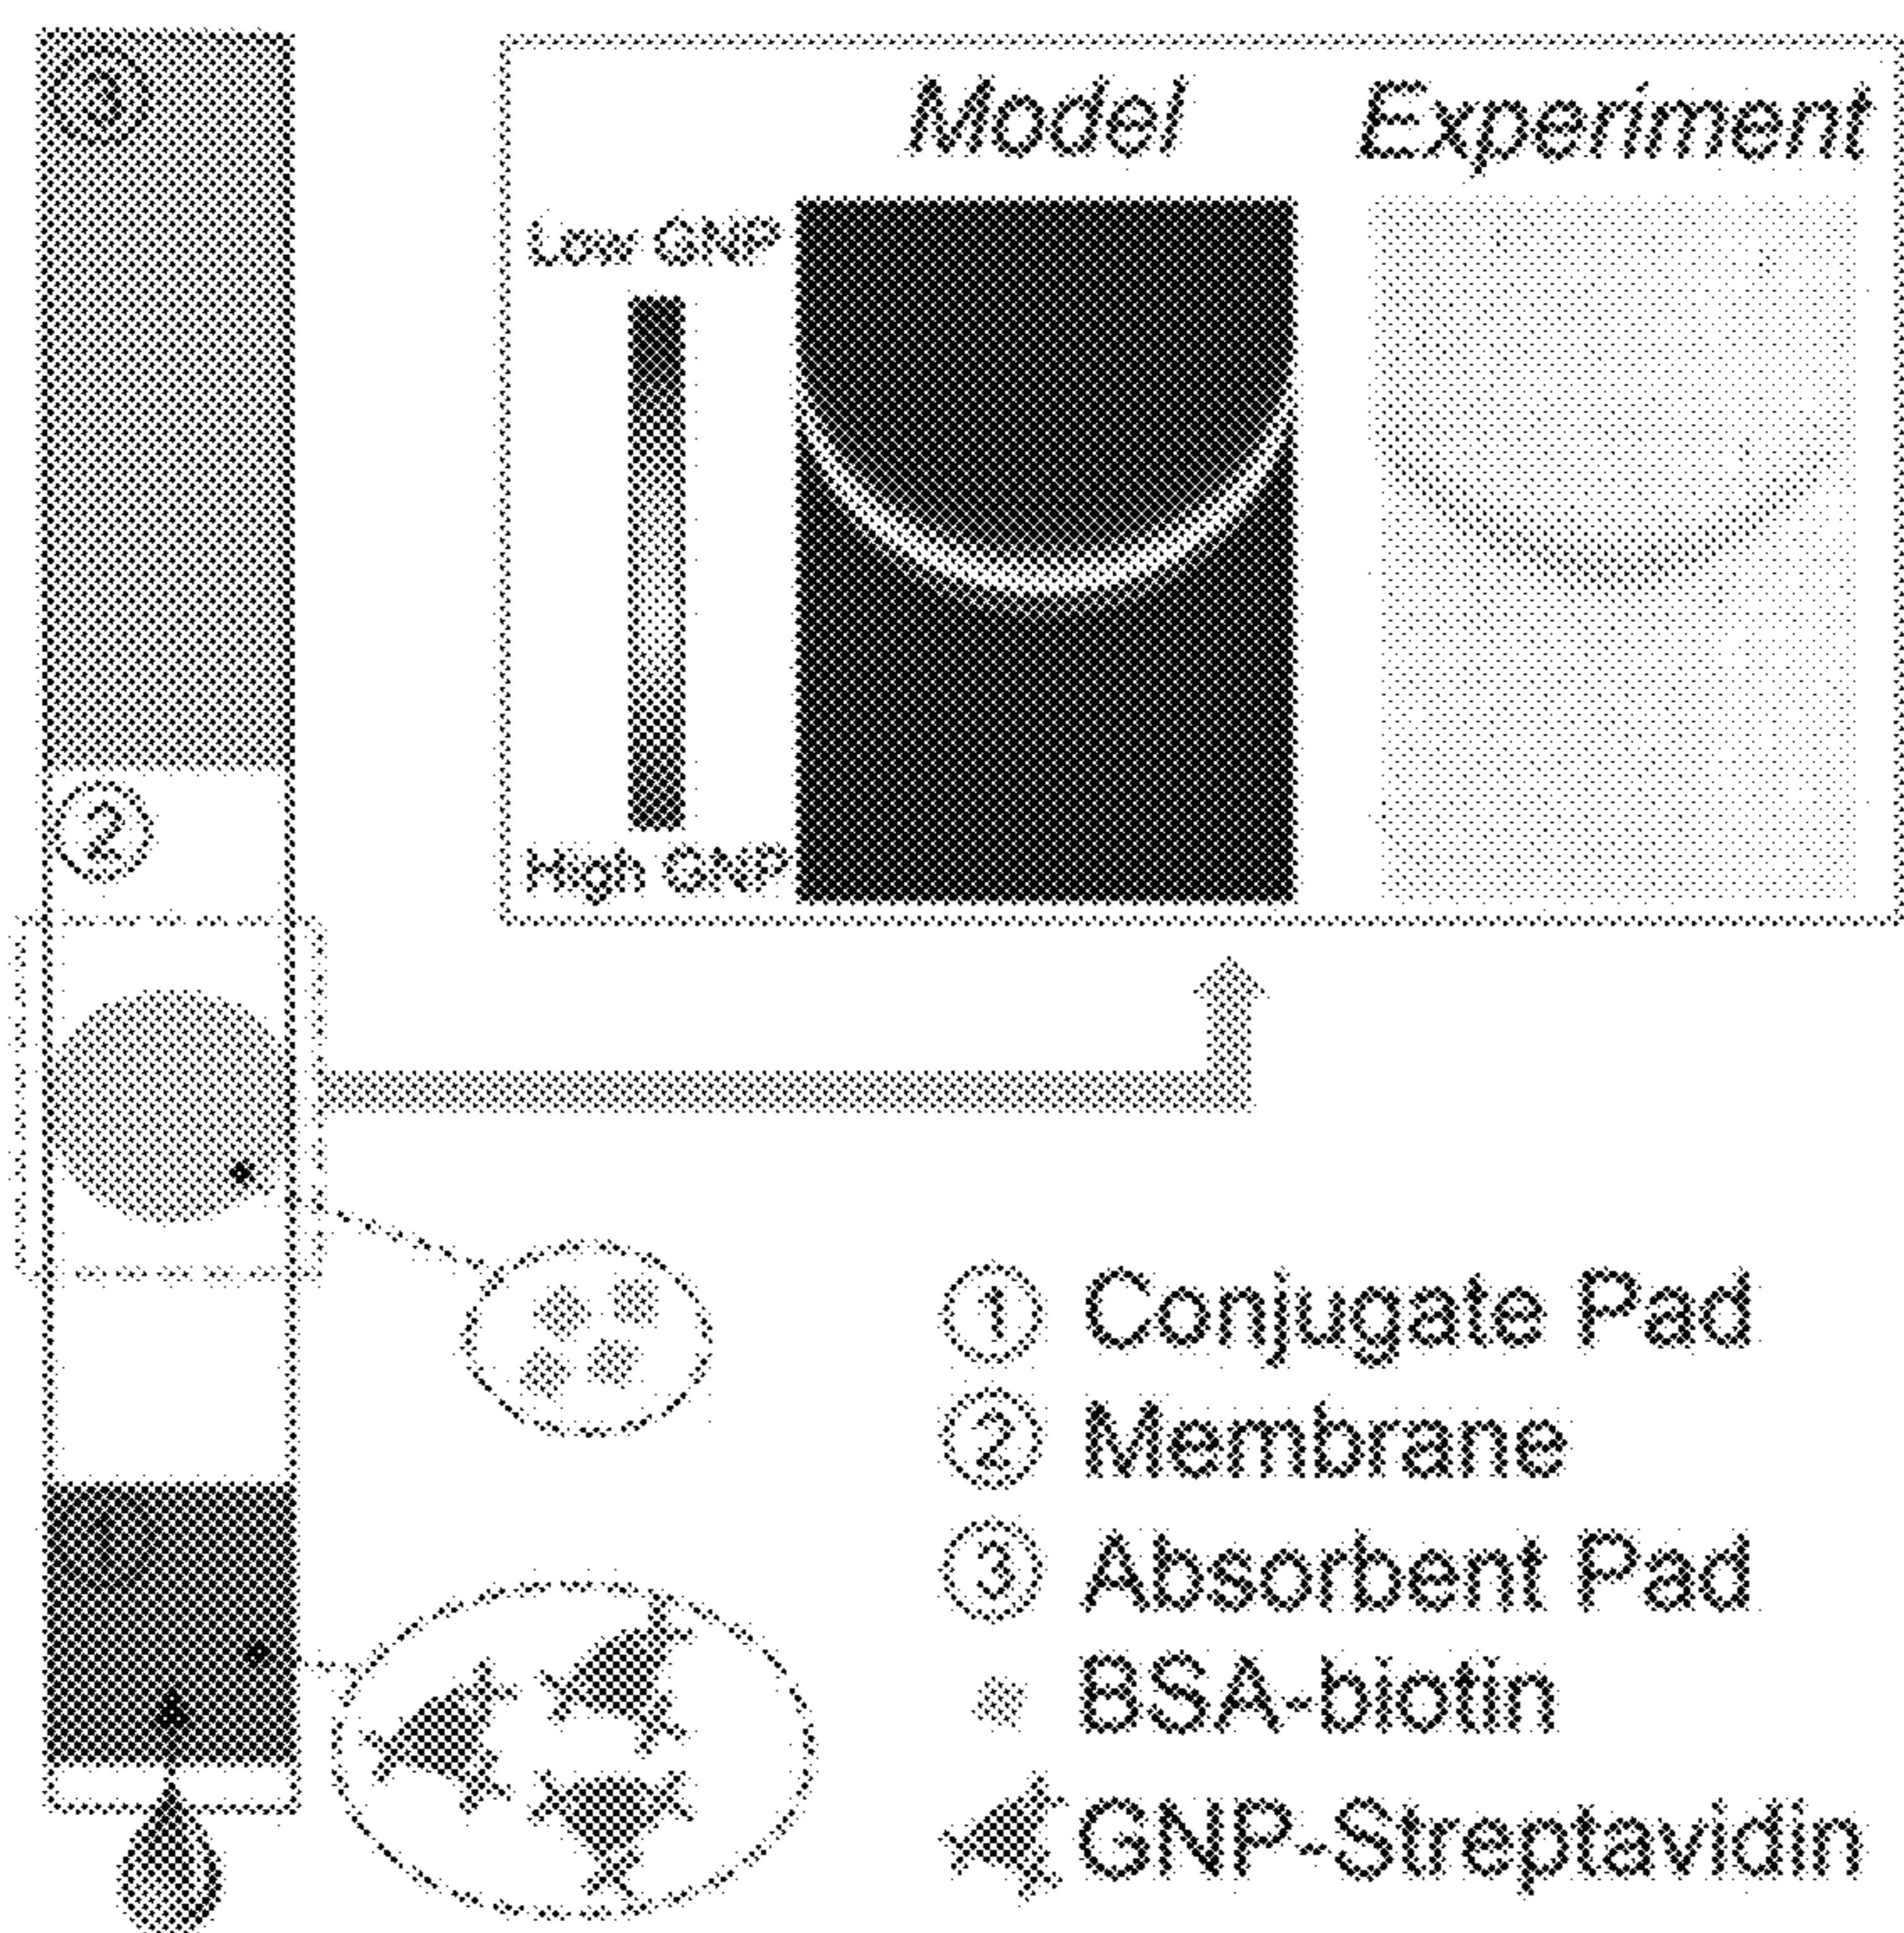 ③
Model Experiment
Low GNP
High GNP
②
① Conjugate Pad
② Membrane
③ Absorbent Pad
BSA-biotin
GNP-Streptavidin